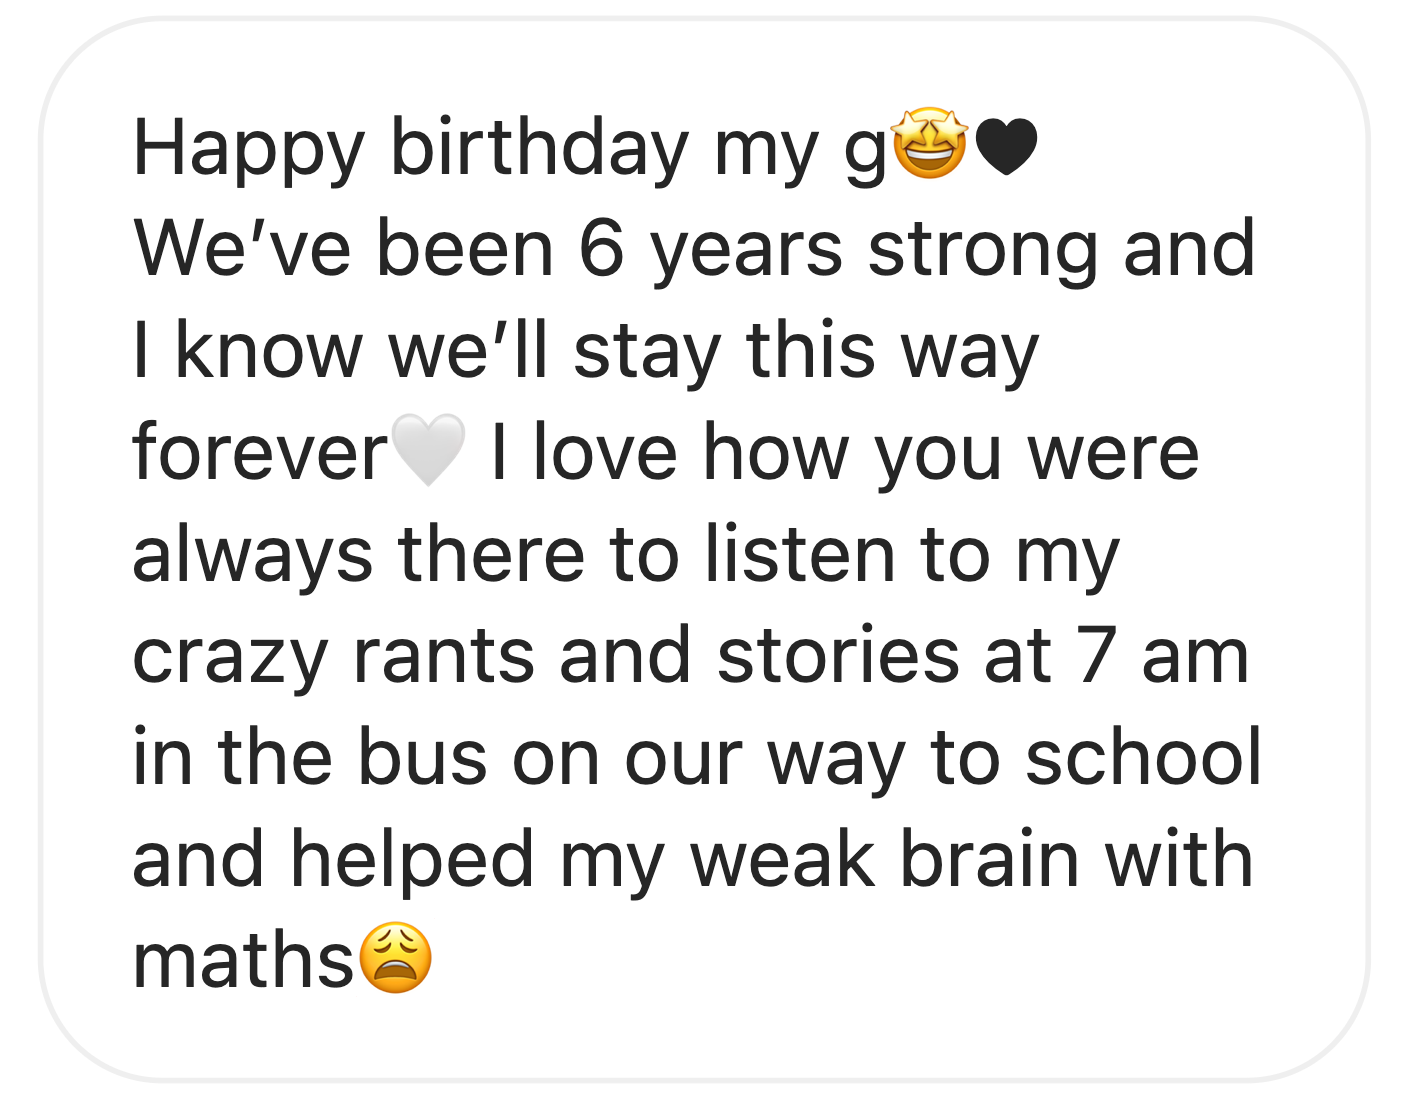 Happy birthday my g🤩🖤
We’ve been 6 years strong and
I know we’ll stay this way
forever🤍 I love how you were
always there to listen to my
crazy rants and stories at 7 am
in the bus on our way to school
and helped my weak brain with
maths😩